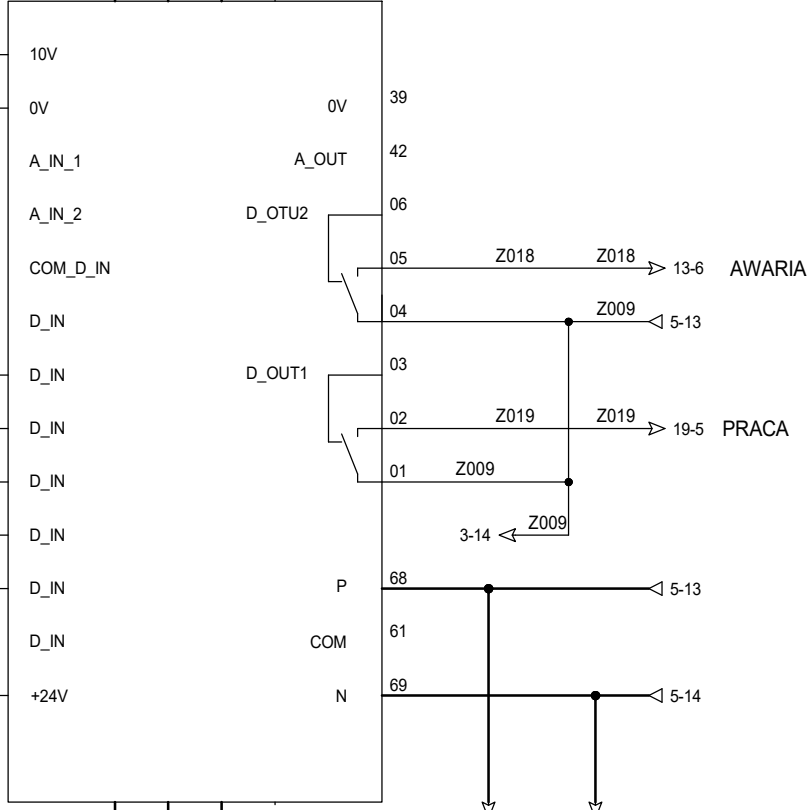 10V
0V 0V 39
A_IN_1 A_OUT 42
A_IN_2 D_OTU2 06
COM_D_IN 05 Z018 Z018 13-6 AWARIA
D_IN 04 Z009 5-13
D_IN D_OUT1 03
D_IN 02 Z019 Z019 19-5 PRACA
D_IN 01 Z009
D_IN 3-14 Z009
D_IN P 68 5-13
D_IN COM 61
+24V N 69 5-14